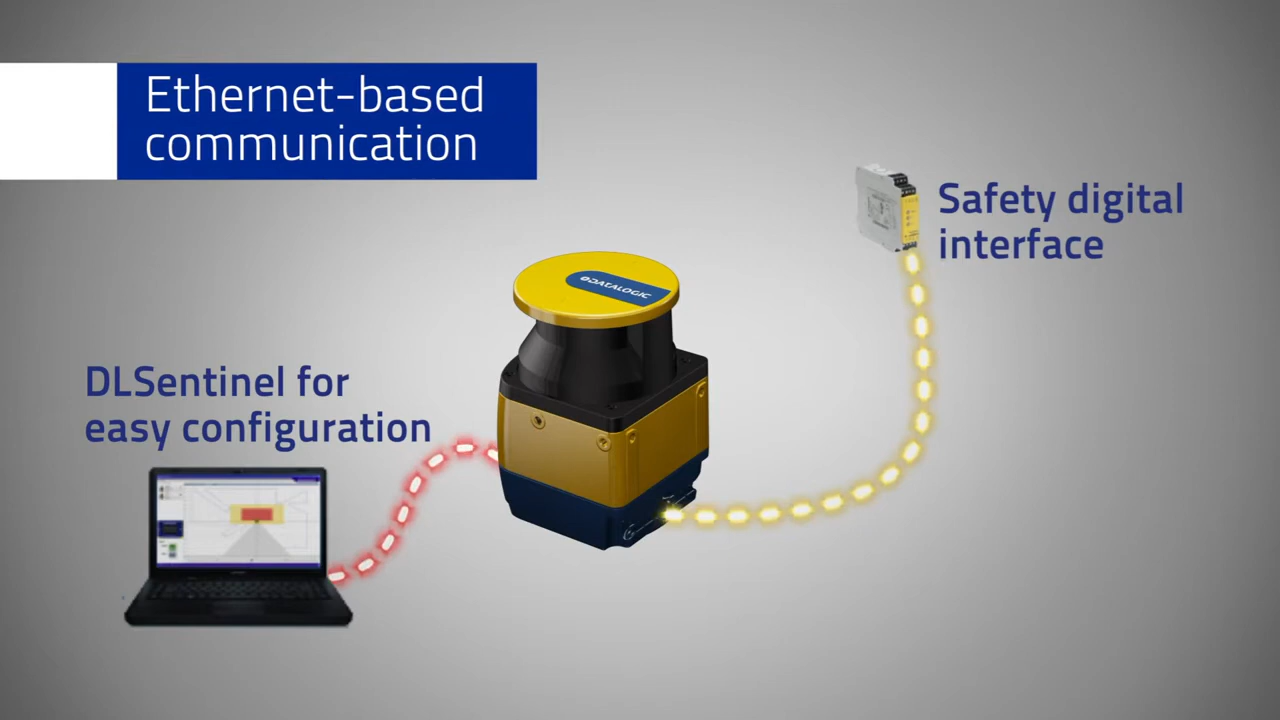 Ethernet-based
communication
Safety digital
interface
DATALOGIC
DLSentinel for
easy configuration